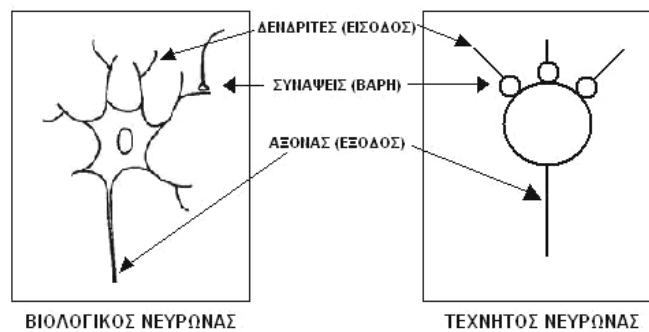 ΔΕΝΔΡΙΤΕΣ (ΕΙΣΟΔΟΣ)
ΣΥΝΑΨΕΙΣ (ΒΑΡΗ)
ΑΞΟΝΑΣ (ΕΞΟΔΟΣ)
ΒΙΟΛΟΓΙΚΟΣ ΝΕΥΡΩΝΑΣ
ΤΕΧΝΗΤΟΣ ΝΕΥΡΩΝΑΣ